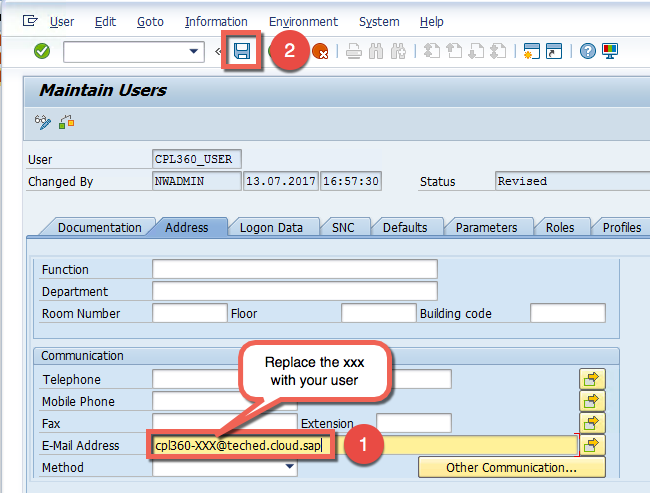 User Edit Goto Information Environment System Help
2
Maintain Users
User CPL360_USER
Changed By NWADMIN 13.07.2017 16:57:30 Status Revised
Documentation Address Logon Data SNC Defaults Parameters Roles Profiles
Function
Department
Room Number Floor Building code
Communication
Replace the xxx
with your user
Telephone
Mobile Phone
Fax Extension
E-Mail Address cpl360-XXX@teched.cloud.sap 1
Method Other Communication...